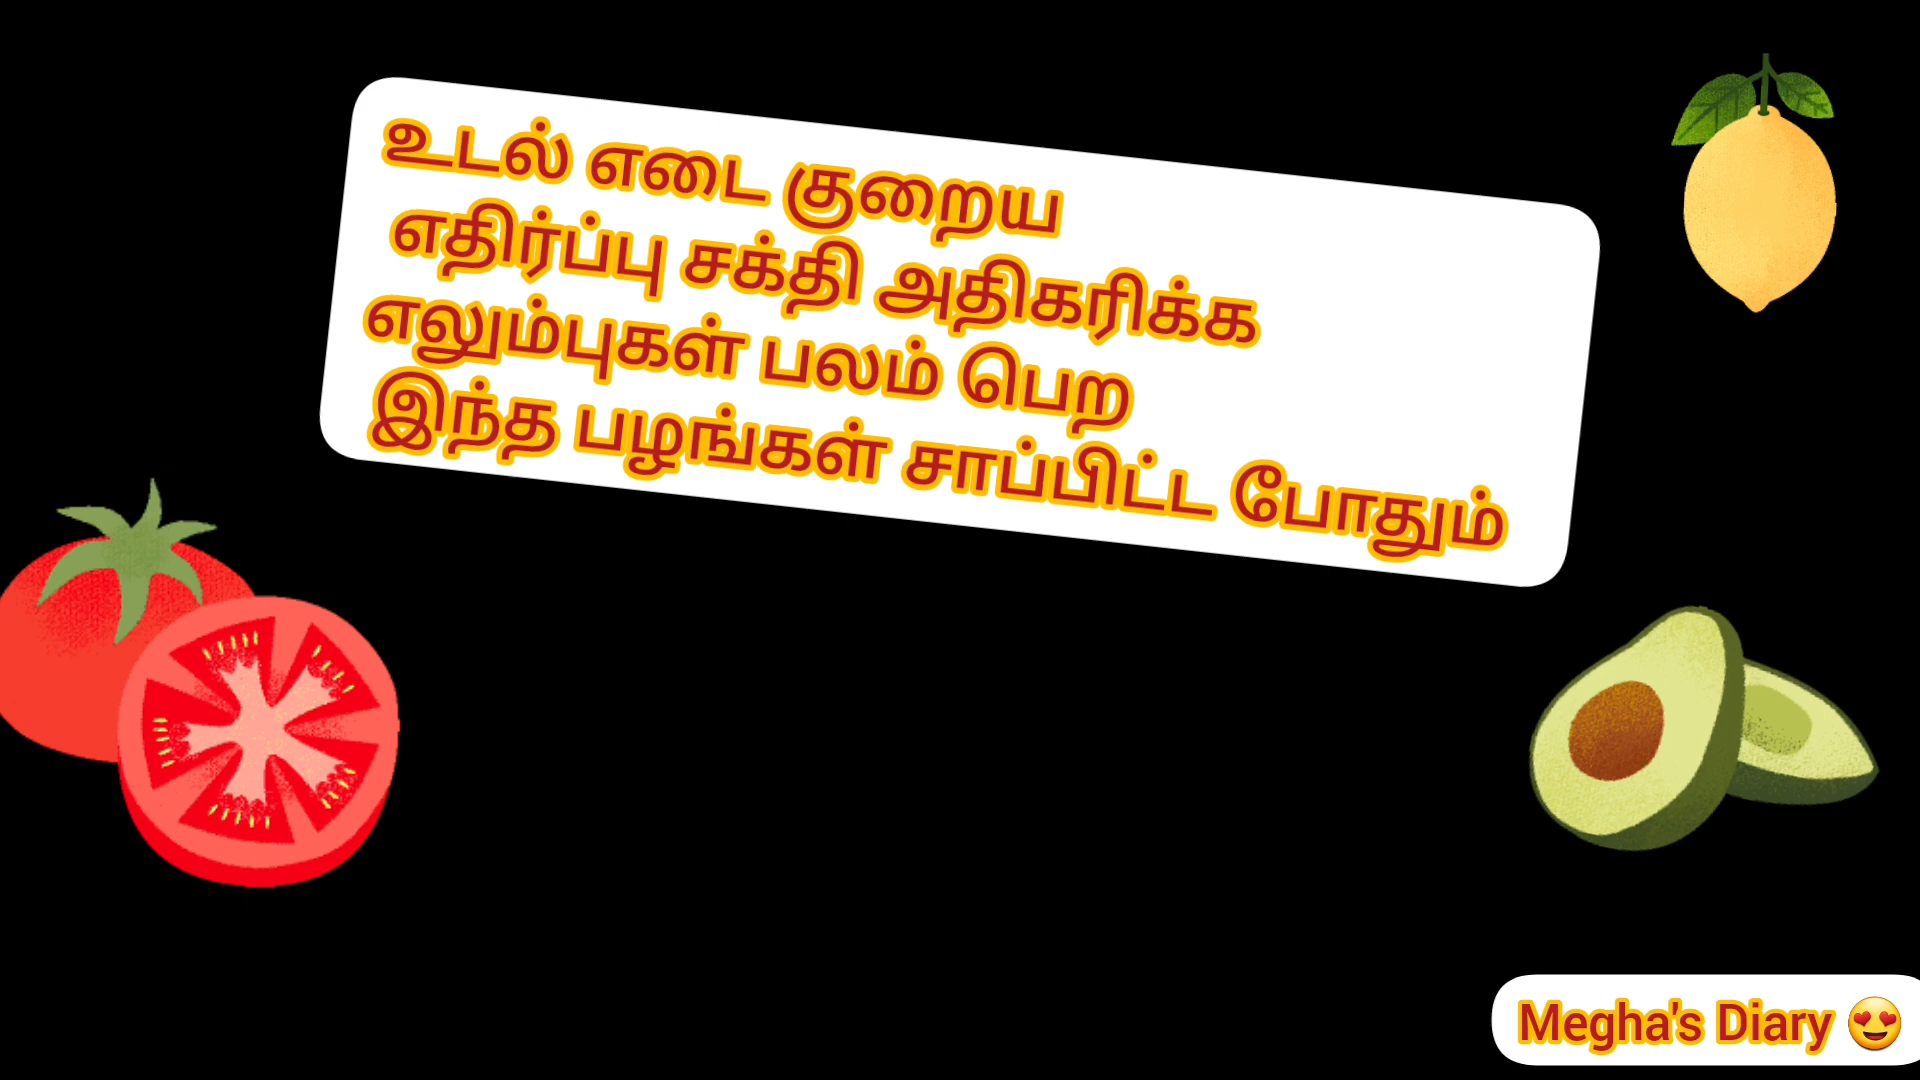 உடல் எடை குறைய
எதிர்ப்பு சக்தி அதிகரிக்க
எலும்புகள் பலம் பெற
இந்த பழங்கள் சாப்பிட்ட போதும்
Megha's Diary 😍